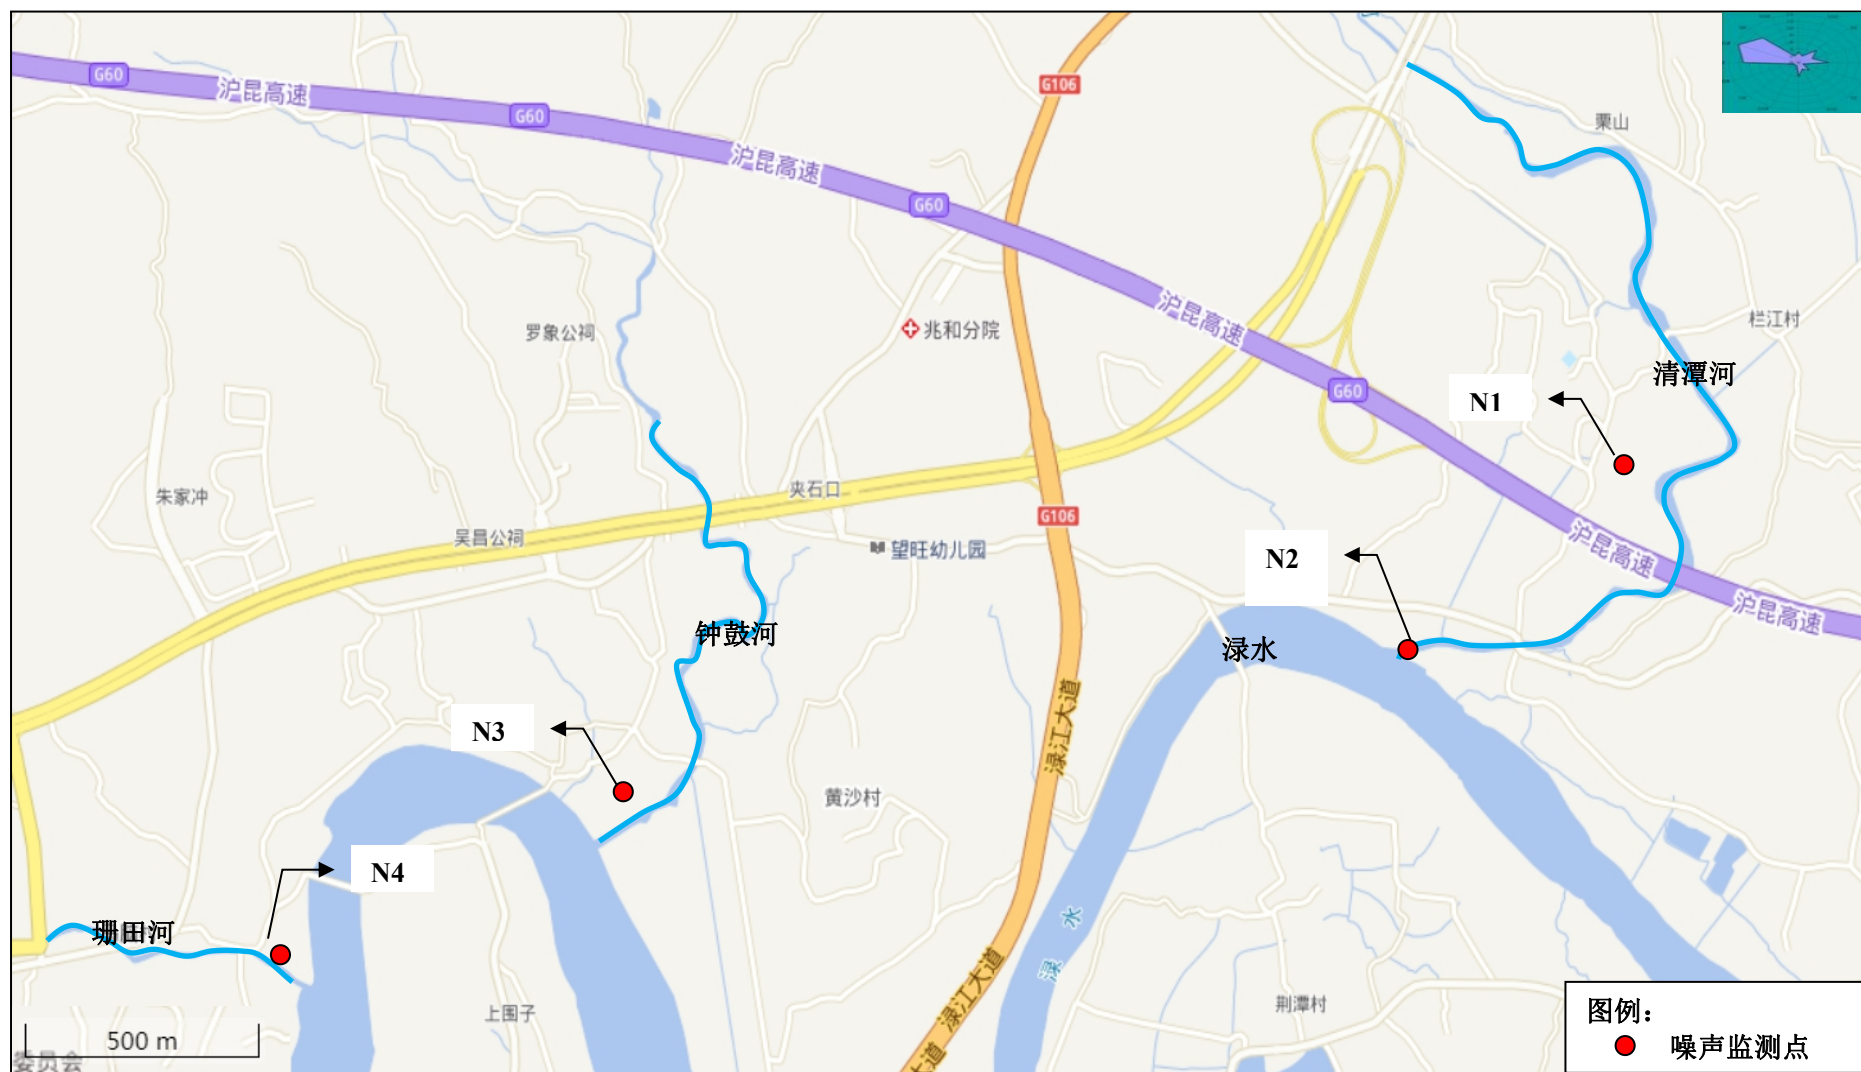 G60
沪昆高速
G60
沪昆高速
G60
G106
栗山
沪昆高速
栏江村
罗象公祠
兆和分院
清潭河
G60
N1
朱家冲
夹石口
吴昌公祠
G106
望旺幼儿园
N2
沪昆高速
沪昆高速
钟鼓河
渌水
N3
渌江大道
黄沙村
N4
珊田河
渌水
渌江大道
上围子
荆潭村
大道
500 m
委员会
图例：
噪声监测点